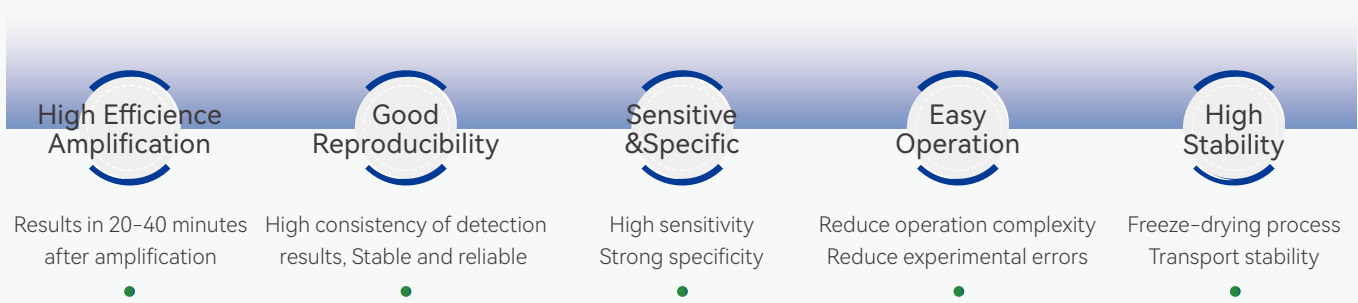 High Efficience
Amplification
Results in 20-40 minutes
after amplification
Good
Reproducibility
High consistency of detection
results, Stable and reliable
Sensitive
&Specific
High sensitivity
Strong specificity
Easy
Operation
Reduce operation complexity
Reduce experimental errors
High
Stability
Freeze-drying process
Transport stability